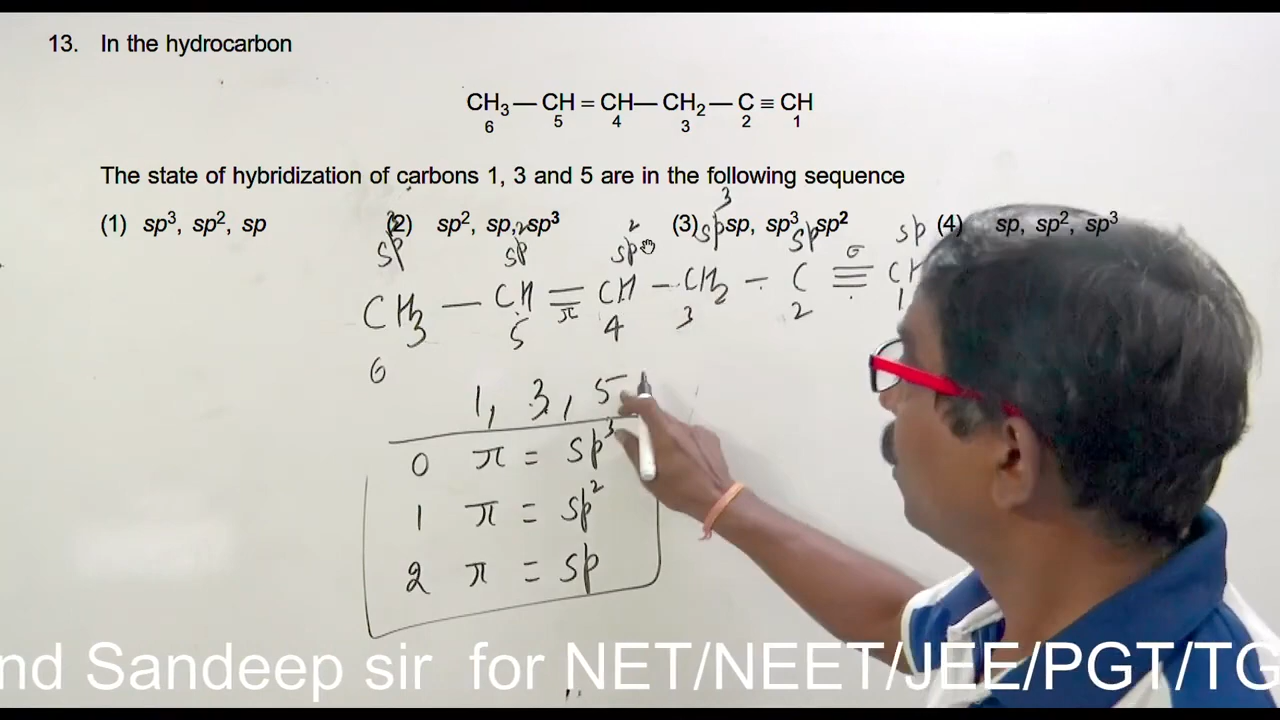 13. In the hydrocarbon
CH₃ — CH = CH— CH₂ — C ≡ CH
6 5 4 3 2 1
The state of hybridization of carbons 1, 3 and 5 are in the following sequence
(1) sp³, sp², sp (2) sp², sp, sp³ (3) sp, sp³, sp² (4) sp, sp², sp³
sp³ sp² sp² sp³ sp sp
CH₃ — CH = CH — CH₂ — C ≡ CH
π σ
6 5 4 3 2 1
1, 3, 5
0 π = sp³
1 π = sp²
2 π = sp
nd Sandeep sir for NET/NEET/JEE/PGT/TG